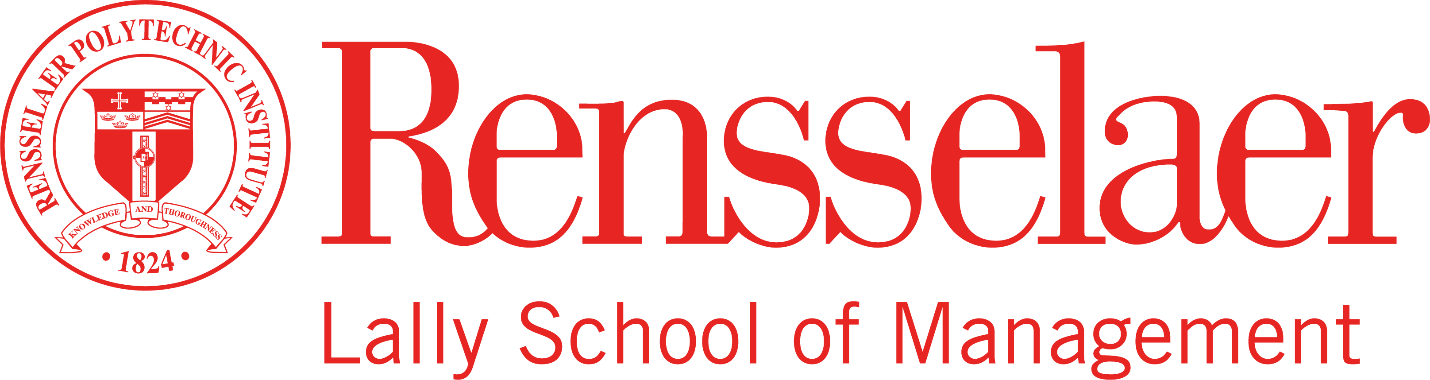 RENSSELAER POLYTECHNIC INSTITUTE
KNOWLEDGE AND THOROUGHNESS
• 1824 •
Rensselaer
Lally School of Management